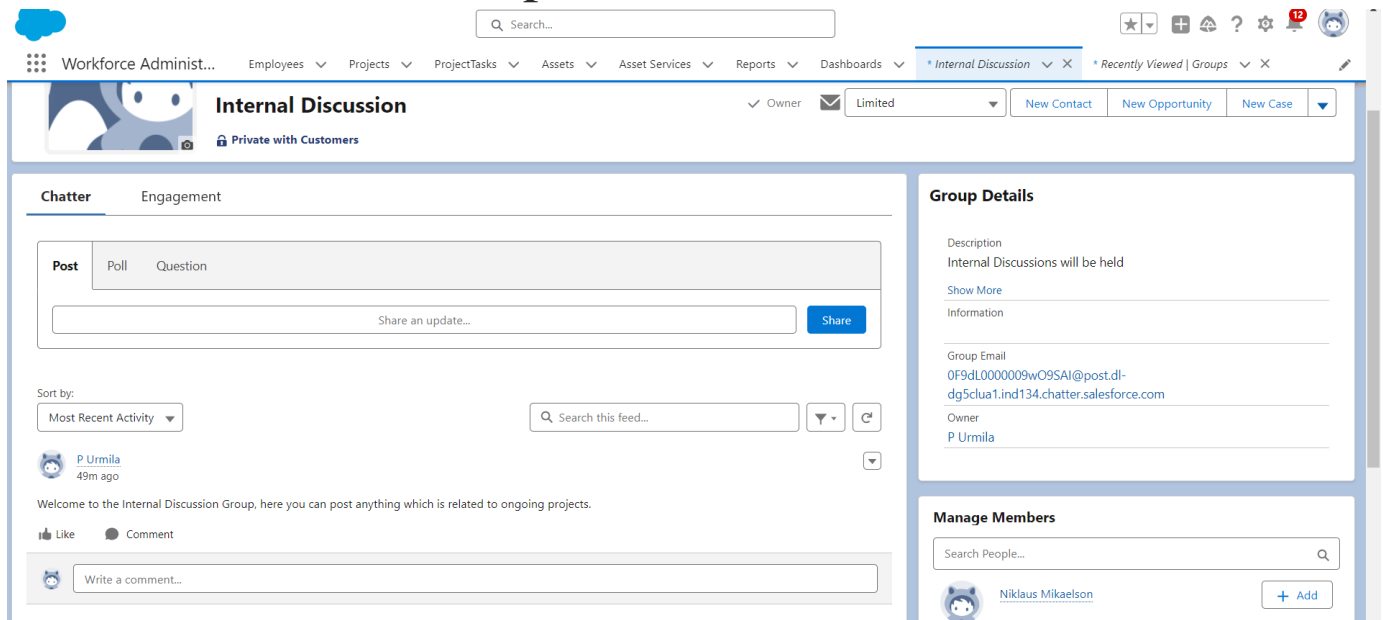 Search...
12
Workforce Administ...
Employees
Projects
ProjectTasks
Assets
Asset Services
Reports
Dashboards
* Internal Discussion
* Recently Viewed | Groups
Internal Discussion
Private with Customers
Owner
Limited
New Contact
New Opportunity
New Case
Chatter
Engagement
Post
Poll
Question
Share an update...
Share
Sort by:
Most Recent Activity
Search this feed...
P Urmila
49m ago
Welcome to the Internal Discussion Group, here you can post anything which is related to ongoing projects.
Like
Comment
Write a comment...
Group Details
Description
Internal Discussions will be held
Show More
Information
Group Email
0F9dL0000009wO9SAI@post.dl-
dg5clua1.ind134.chatter.salesforce.com
Owner
P Urmila
Manage Members
Search People...
Niklaus Mikaelson
+ Add